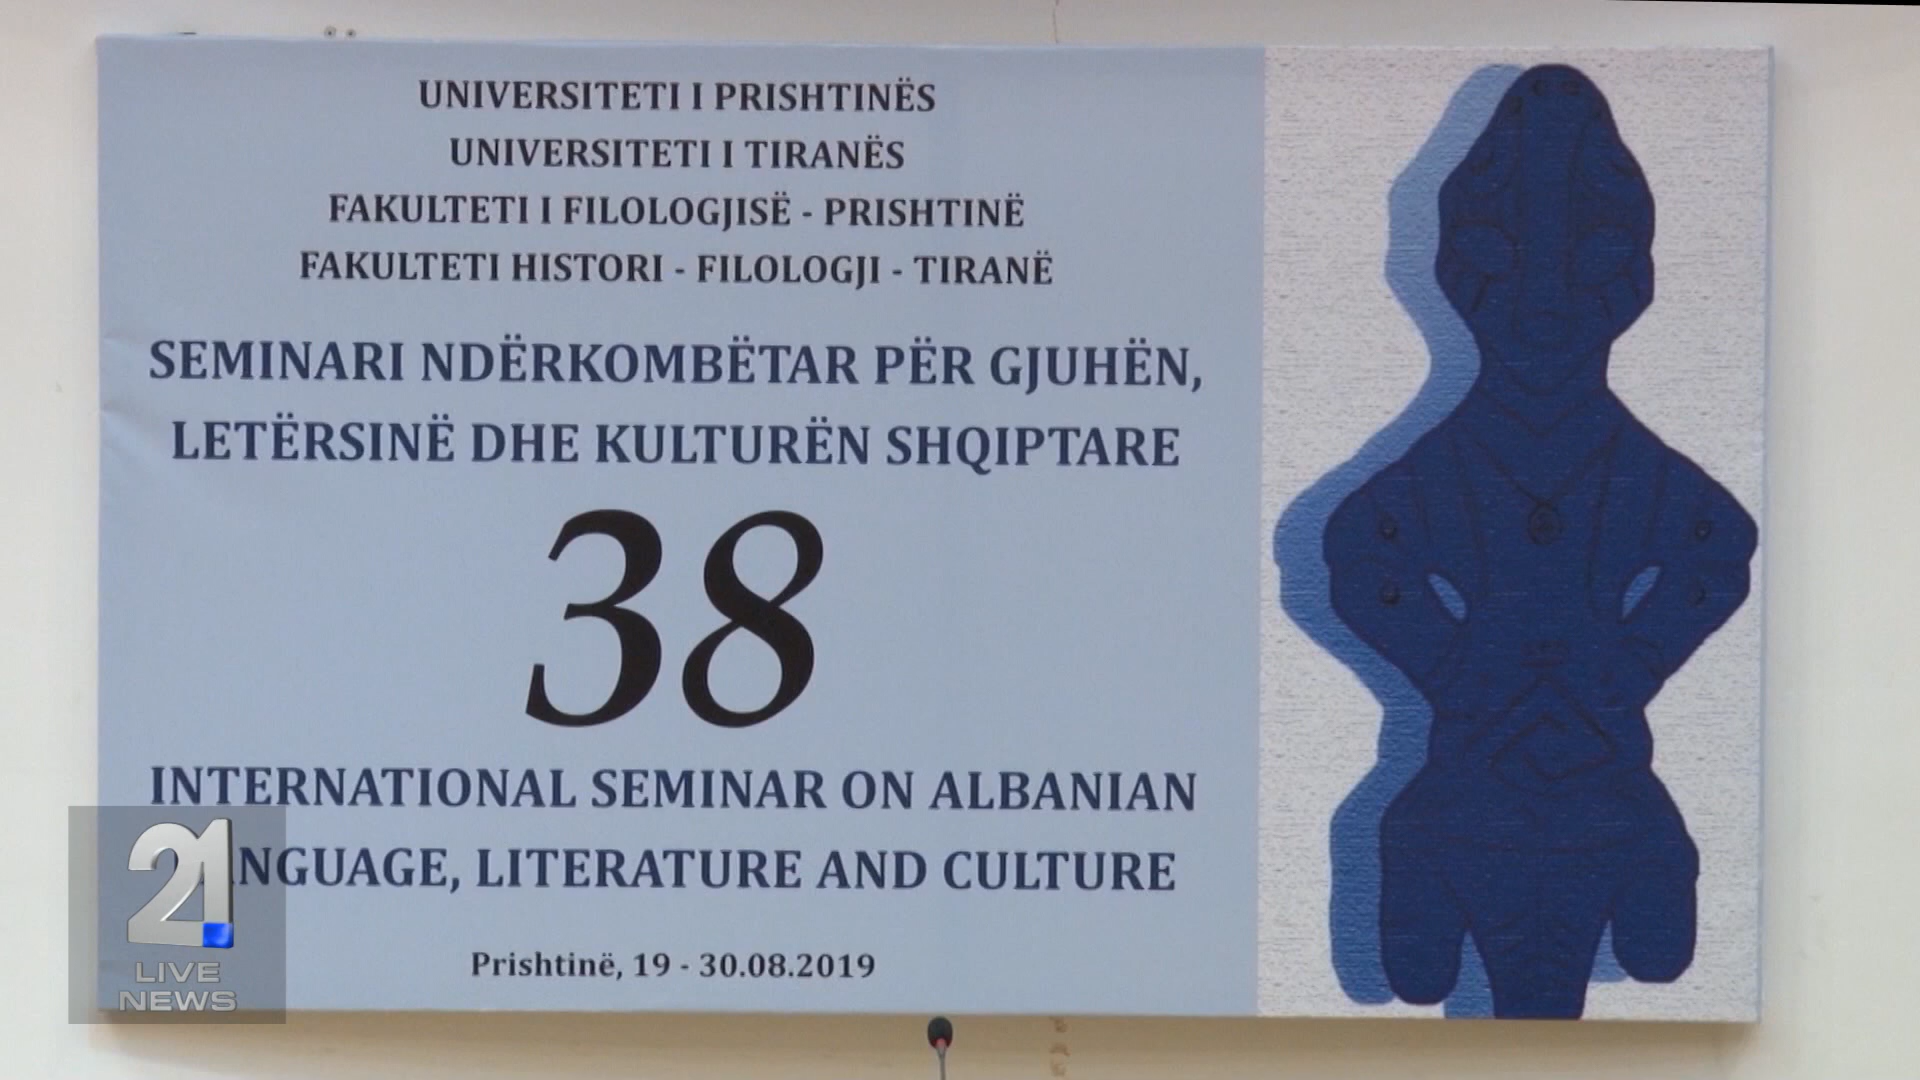 UNIVERSITETI I PRISHTINËS
UNIVERSITETI I TIRANËS
FAKULTETI I FILOLOGJISË - PRISHTINË
FAKULTETI HISTORI - FILOLOGJI - TIRANË
SEMINARI NDËRKOMBËTAR PËR GJUHËN,
LETËRSINË DHE KULTURËN SHQIPTARE
38
INTERNATIONAL SEMINAR ON ALBANIAN
LANGUAGE, LITERATURE AND CULTURE
Prishtinë, 19 - 30.08.2019
21
LIVE
NEWS